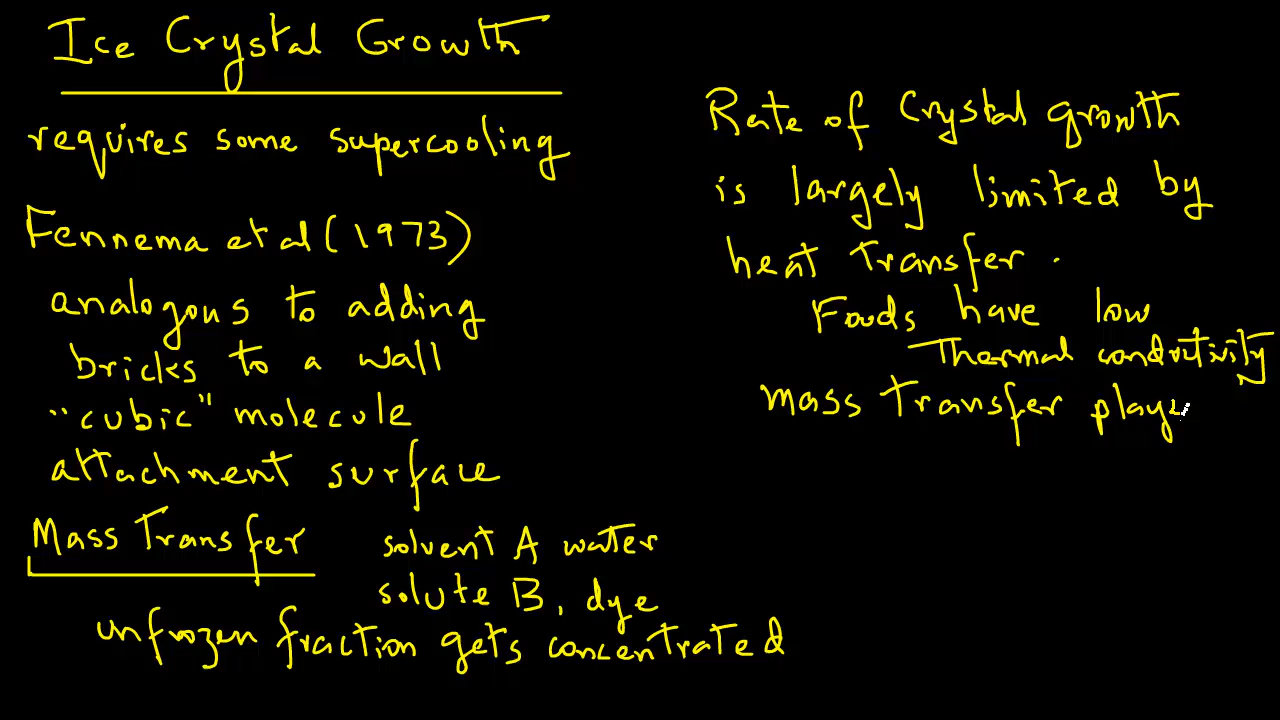 Ice Crystal Growth
requires some supercooling
Fennema et al (1973)
analogous to adding
bricks to a wall
"cubic" molecule
attachment surface
Mass Transfer
solvent A water
solute B, dye
unfrozen fraction gets concentrated
Rate of Crystal growth
is largely limited by
heat transfer.
Foods have low
Thermal conductivity
mass Transfer play